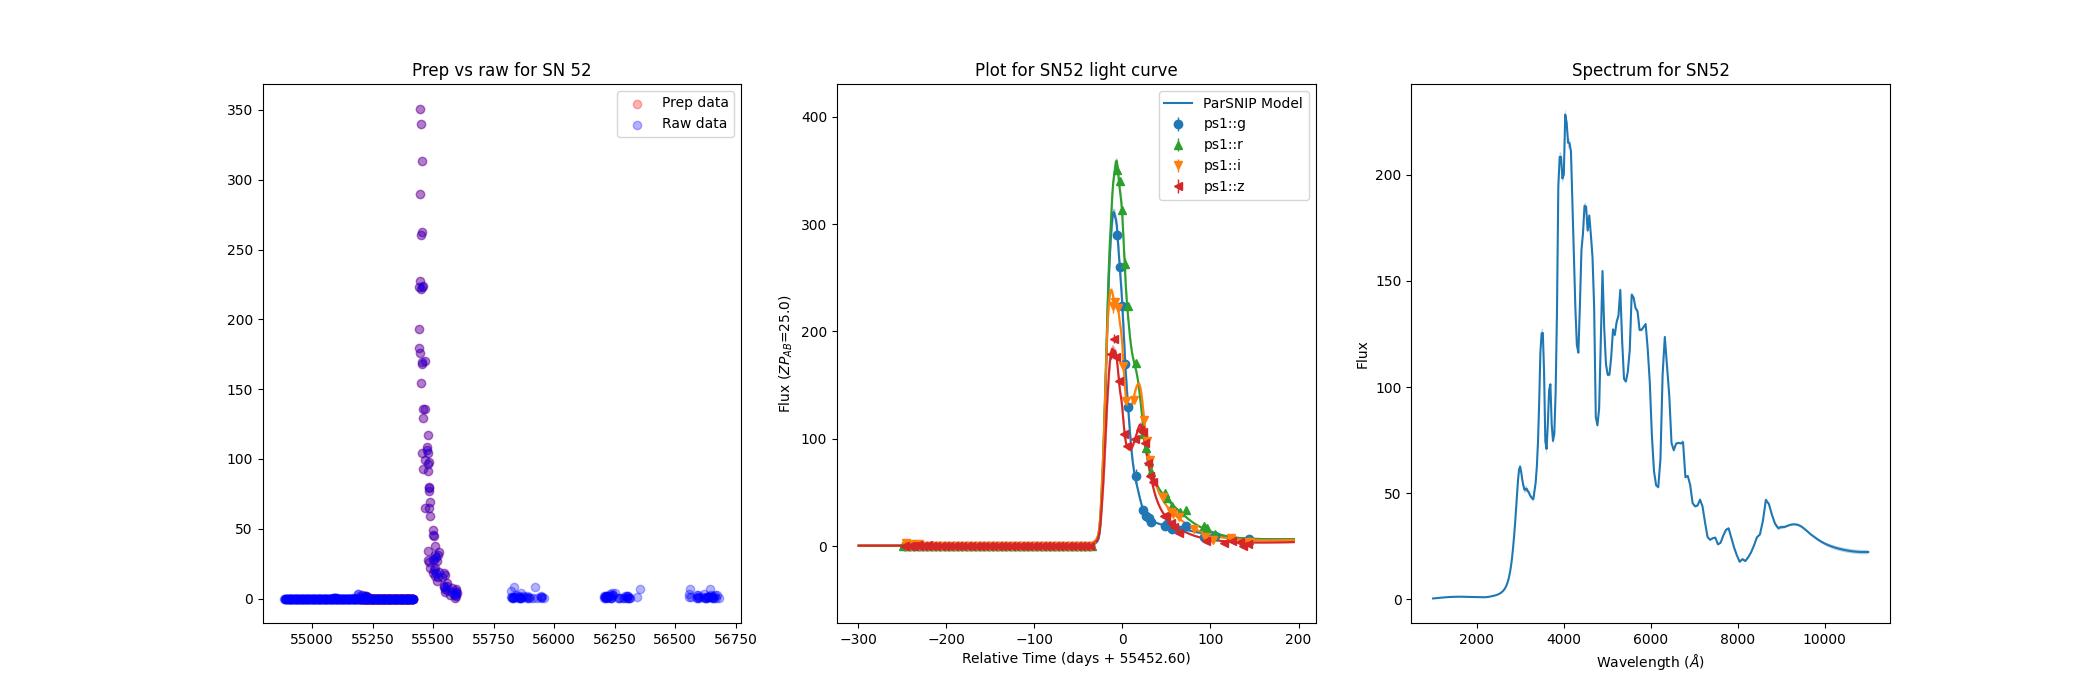 Prep vs raw for SN 52
Prep data
Raw data
350
300
250
200
150
100
50
0
55000 55250 55500 55750 56000 56250 56500 56750
Plot for SN52 light curve
ParSNIP Model
ps1::g
ps1::r
ps1::i
ps1::z
Flux (ZP_AB=25.0)
400
300
200
100
0
−300 −200 −100 0 100 200
Relative Time (days + 55452.60)
Spectrum for SN52
Flux
200
150
100
50
0
2000 4000 6000 8000 10000
Wavelength (Å)